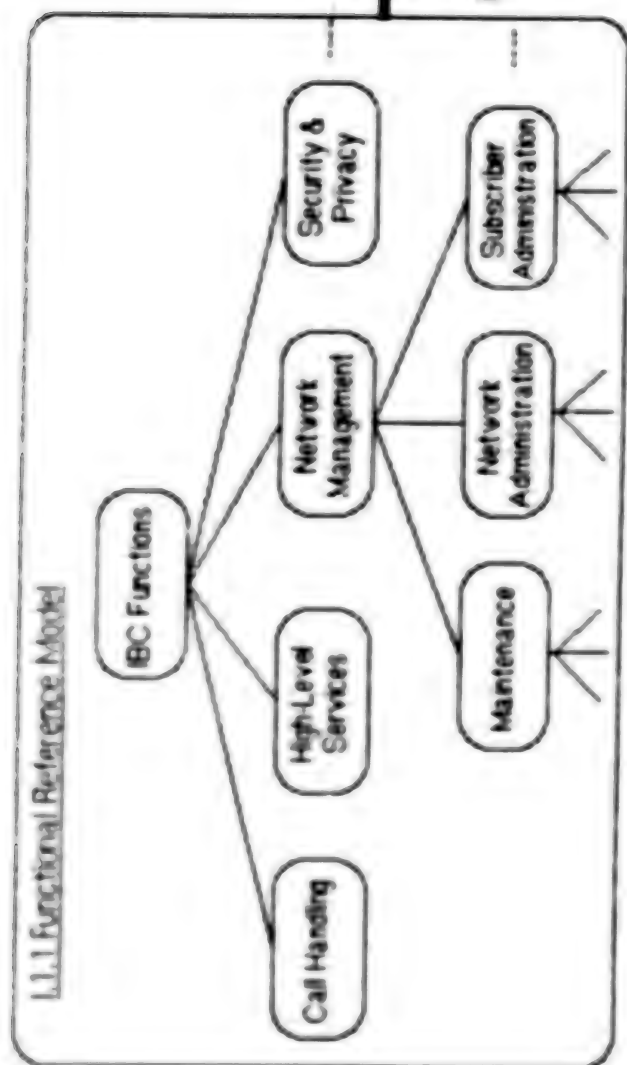 1.1.1 Functional Reference Model
IBC Functions
Call Handling
High-Level
Services
Network
Management
Security &
Privacy
Maintenance
Network
Administration
Subscriber
Administration